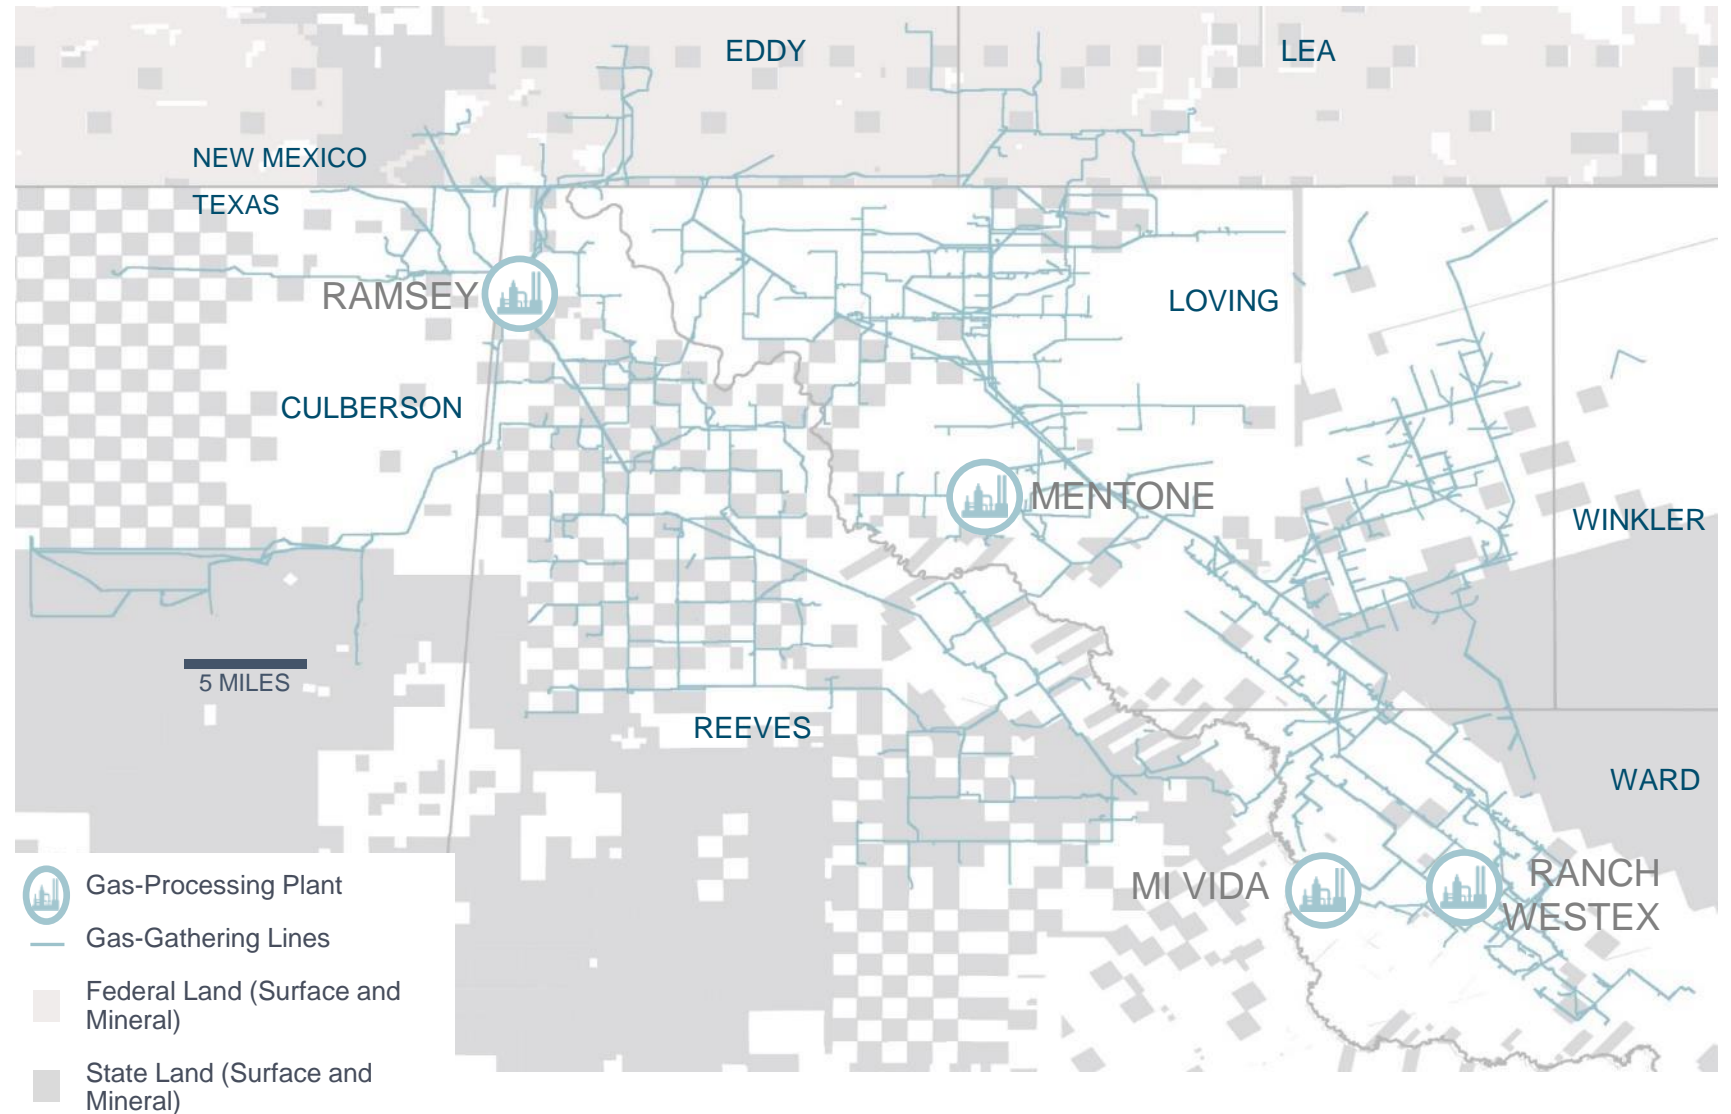 EDDY
LEA
NEW MEXICO
TEXAS
RAMSEY
LOVING
CULBERSON
MENTONE
WINKLER
5 MILES
REEVES
WARD
MI VIDA
RANCH
WESTEX
Gas-Processing Plant
Gas-Gathering Lines
Federal Land (Surface and
Mineral)
State Land (Surface and
Mineral)